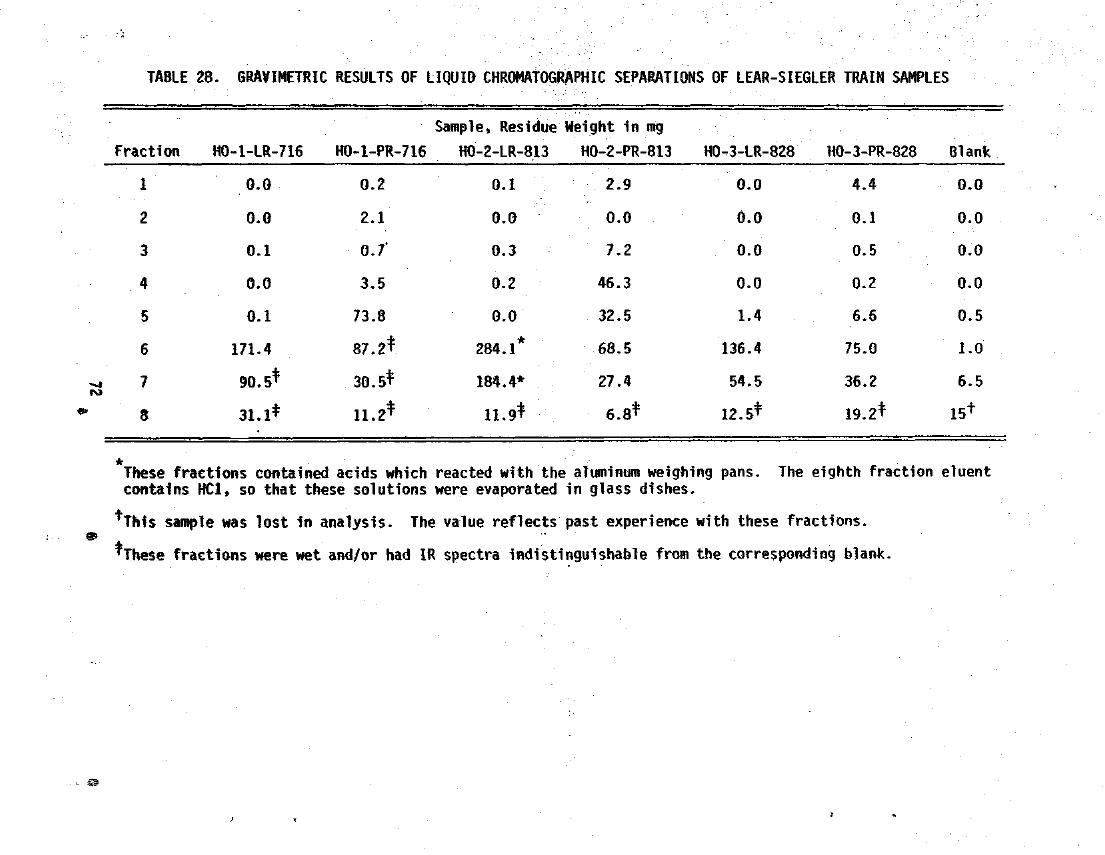 TABLE 28. GRAVIMETRIC RESULTS OF LIQUID CHROMATOGRAPHIC SEPARATIONS OF LEAR-SIEGLER TRAIN SAMPLES
Sample, Residue Weight in mg
Fraction HO-1-LR-716 HO-1-PR-716 HO-2-LR-813 HO-2-PR-813 HO-3-LR-828 HO-3-PR-828 Blank
1 0.0 0.2 0.1 2.9 0.0 4.4 0.0
2 0.0 2.1 0.0 0.0 0.0 0.1 0.0
3 0.1 0.7 0.3 7.2 0.0 0.5 0.0
4 0.0 3.5 0.2 46.3 0.0 0.2 0.0
5 0.1 73.8 0.0 32.5 1.4 6.6 0.5
6 171.4 87.2‡ 284.1* 68.5 136.4 75.0 1.0
7 90.5‡ 30.5‡ 184.4* 27.4 54.5 36.2 6.5
8 31.1‡ 11.2‡ 11.9‡ 6.8‡ 12.5‡ 19.2‡ 15†
*These fractions contained acids which reacted with the aluminum weighing pans. The eighth fraction eluent
contains HCl, so that these solutions were evaporated in glass dishes.
†This sample was lost in analysis. The value reflects past experience with these fractions.
‡These fractions were wet and/or had IR spectra indistinguishable from the corresponding blank.
72